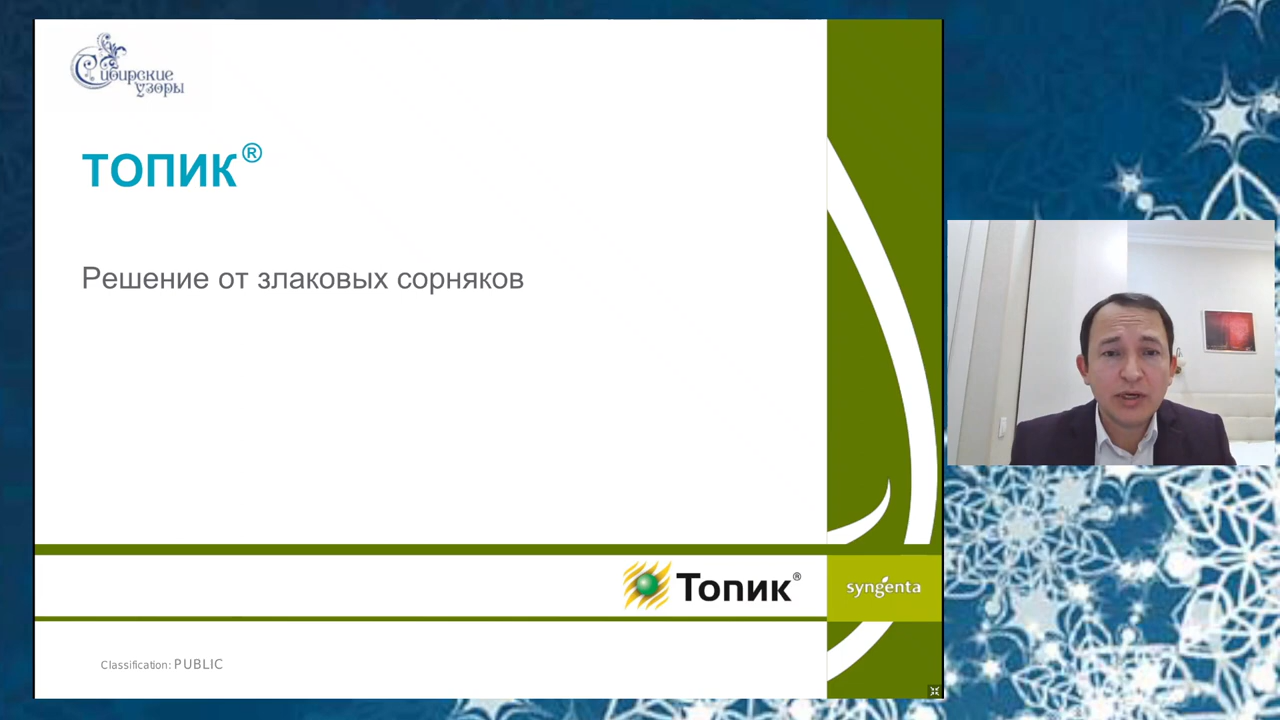 Сибирские
узоры
ТОПИК®
Решение от злаковых сорняков
Топик®
syngenta
Classification: PUBLIC